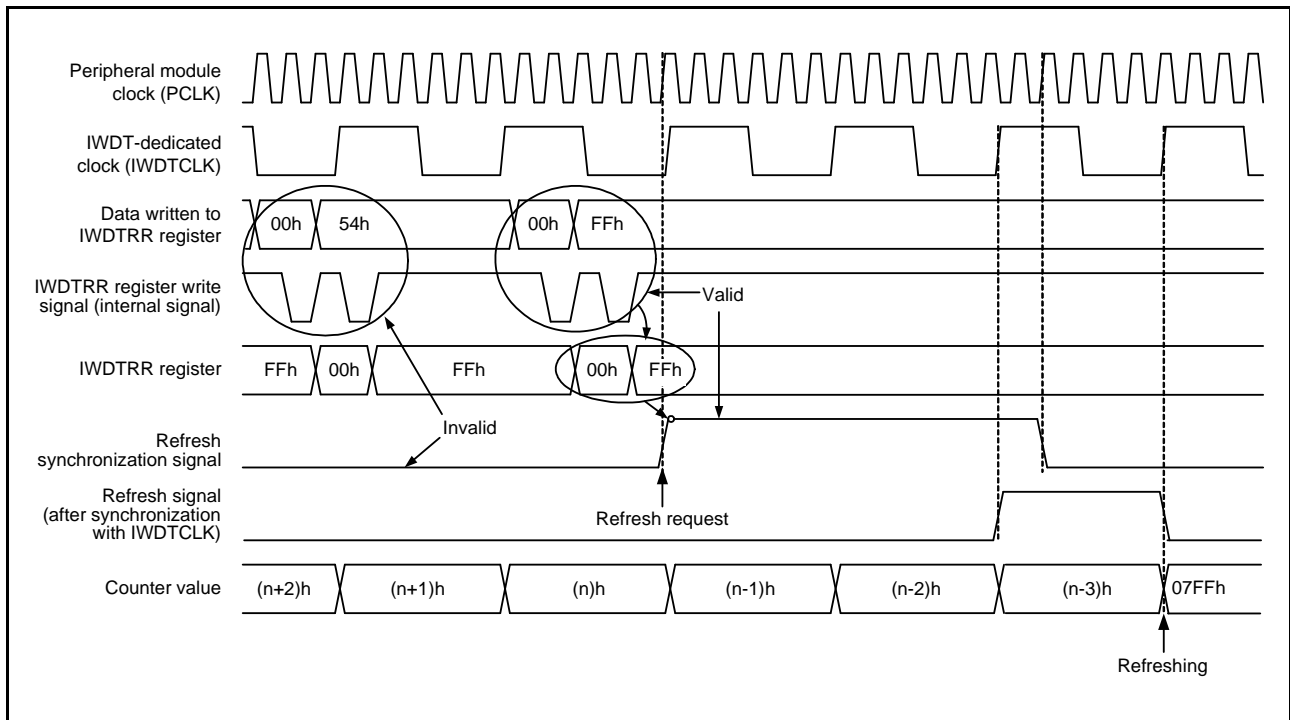 Peripheral module
clock (PCLK)
IWDT-dedicated
clock (IWDTCLK)
Data written to
IWDTRR register
00h 54h 00h FFh
IWDTRR register write
signal (internal signal)
Valid
IWDTRR register
FFh 00h FFh 00h FFh
Invalid
Refresh
synchronization signal
Refresh signal
(after synchronization
with IWDTCLK)
Refresh request
Counter value
(n+2)h (n+1)h (n)h (n-1)h (n-2)h (n-3)h 07FFh
Refreshing